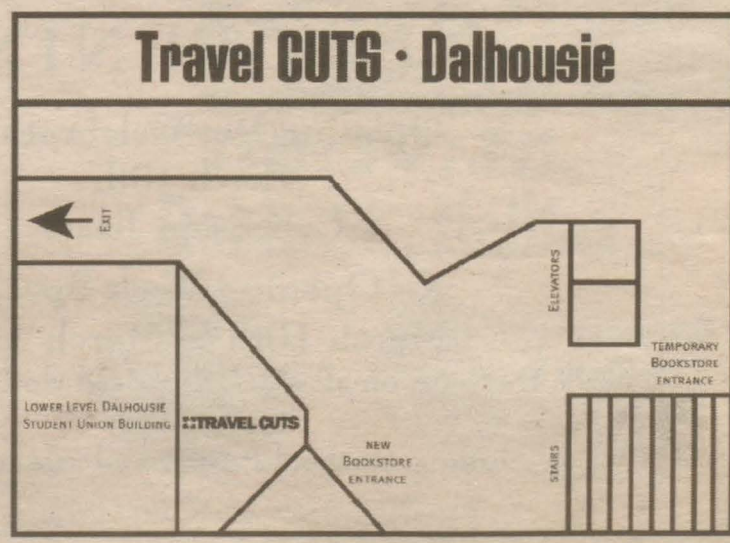 Travel CUTS · Dalhousie
EXIT
ELEVATORS
TEMPORARY
BOOKSTORE
ENTRANCE
LOWER LEVEL DALHOUSIE
STUDENT UNION BUILDING
TRAVEL CUTS
NEW
BOOKSTORE
ENTRANCE
STAIRS